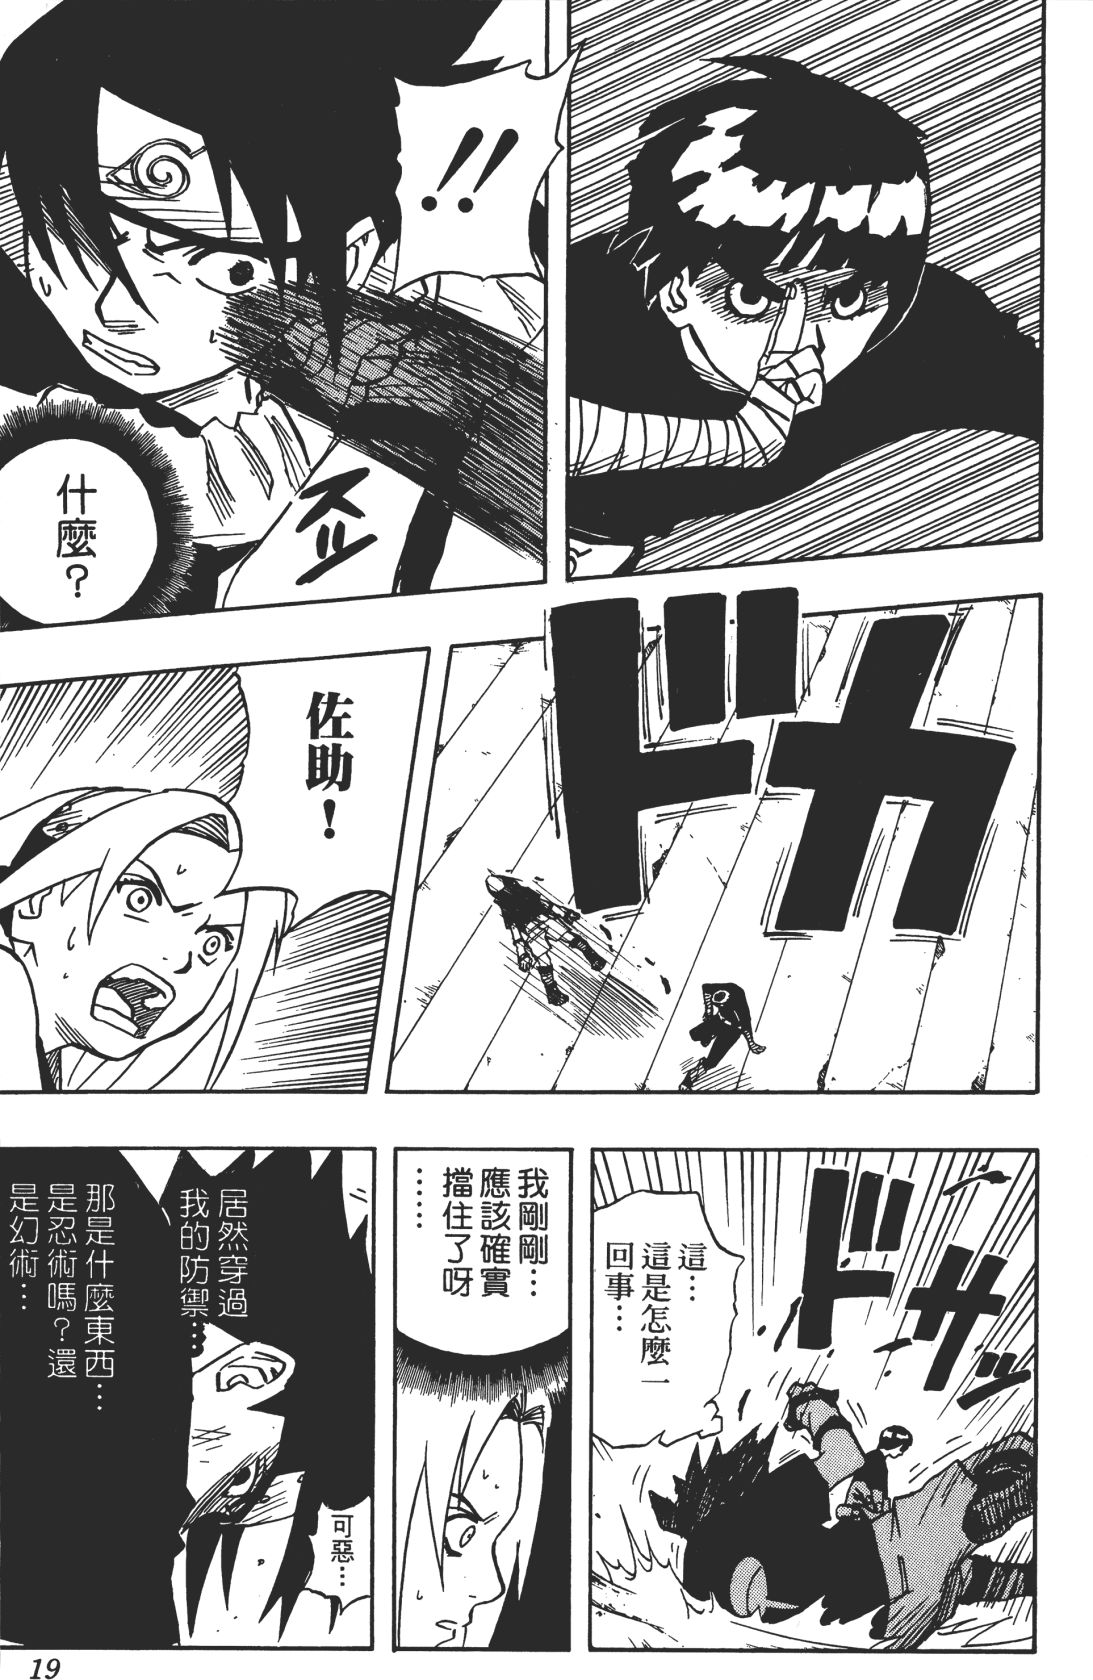 !!
ズッ
什麼？
ドカ
佐助！
ドサッ
這…
這是怎麼一
回事…
我剛剛…
應該確實
擋住了呀
……
居然穿過
我的防禦…
那是什麼東西…
是忍術嗎？還
是幻術…
可惡…
19